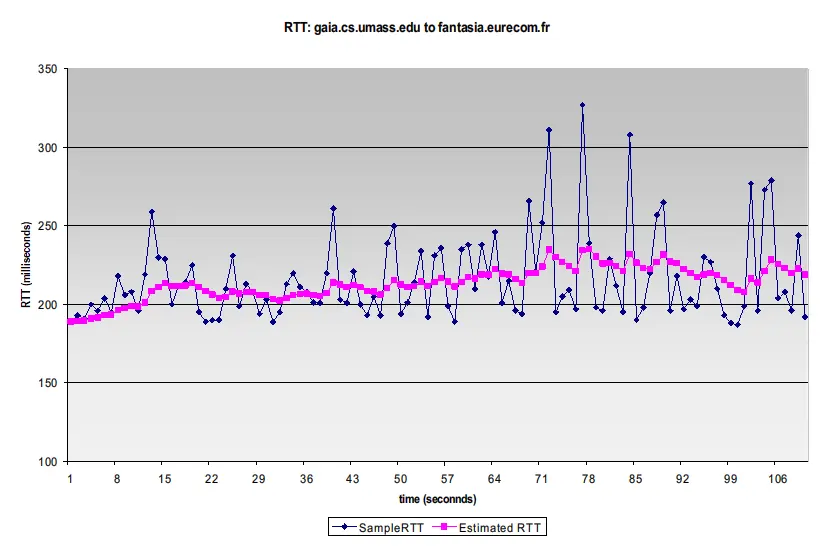 RTT: gaia.cs.umass.edu to fantasia.eurecom.fr
350
300
250
200
150
100
RTT (milliseconds)
1 8 15 22 29 36 43 50 57 64 71 78 85 92 99 106
time (seconnds)
SampleRTT Estimated RTT